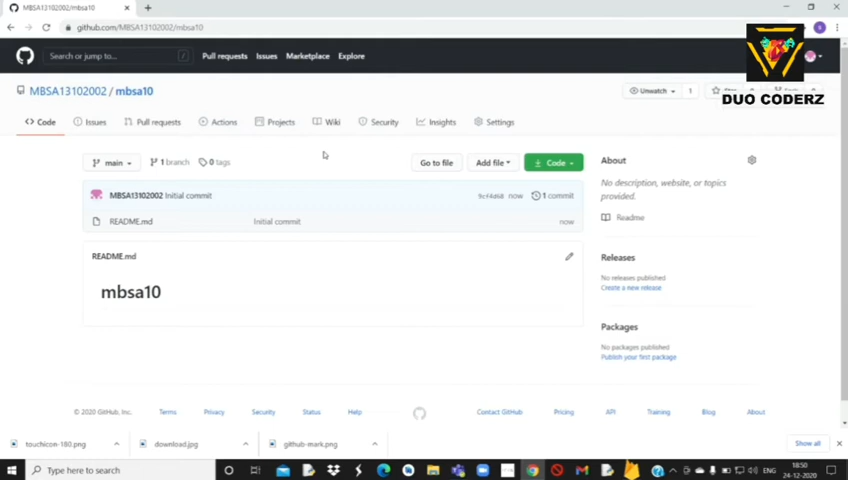 MBSA13102002/mbsa10
github.com/MBSA13102002/mbsa10
Search or jump to... /
Pull requests Issues Marketplace Explore
MBSA13102002 / mbsa10
Unwatch 1
DUO CODERZ
Code Issues Pull requests Actions Projects Wiki Security Insights Settings
main 1 branch 0 tags Go to file Add file Code
About
No description, website, or topics
provided.
Readme
MBSA13102002 Initial commit now 1 commit
README.md Initial commit now
README.md
mbsa10
Releases
No releases published
Create a new release
Packages
No packages published
Publish your first package
© 2020 GitHub, Inc. Terms Privacy Security Status Help Contact GitHub Pricing API Training Blog About
touchicon-180.png download.jpg github-mark.png Show all
Type here to search
ENG
18:50
24-12-2020